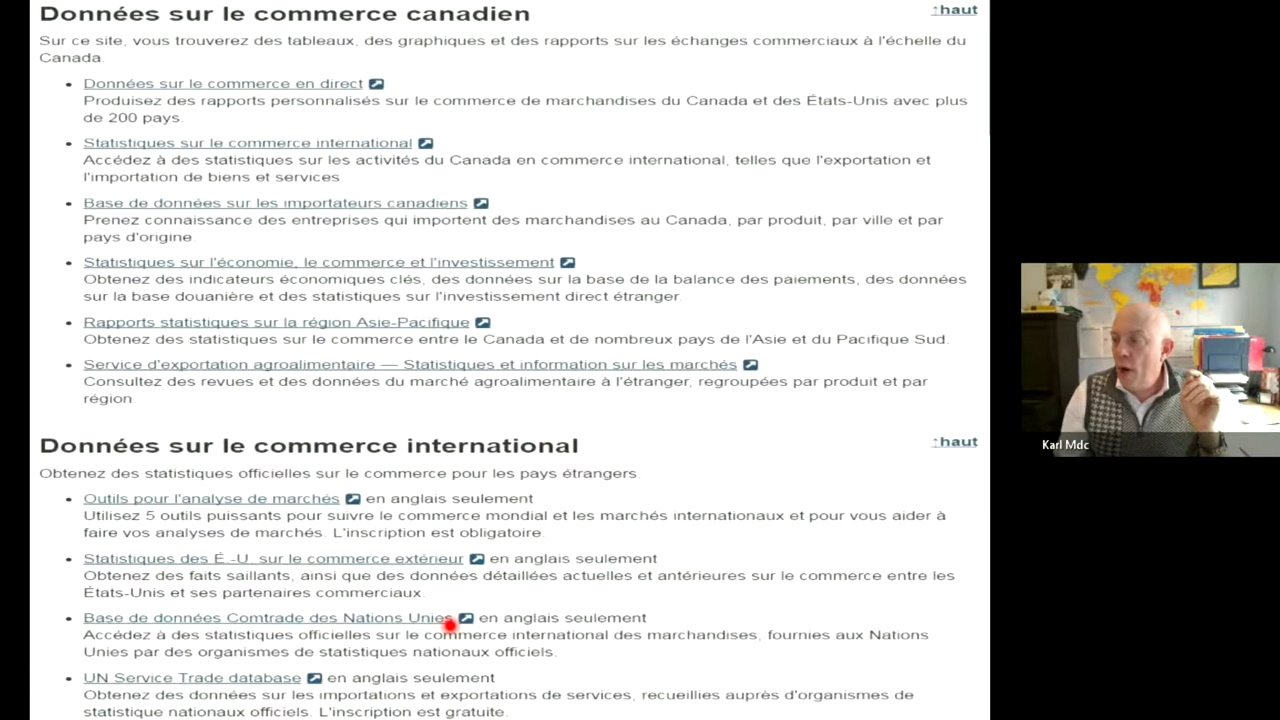 Données sur le commerce canadien
↑haut
Sur ce site, vous trouverez des tableaux, des graphiques et des rapports sur les échanges commerciaux à l'échelle du
Canada.
• Données sur le commerce en direct
Produisez des rapports personnalisés sur le commerce de marchandises du Canada et des États-Unis avec plus
de 200 pays.
• Statistiques sur le commerce international
Accédez à des statistiques sur les activités du Canada en commerce international, telles que l'exportation et
l'importation de biens et services
• Base de données sur les importateurs canadiens
Prenez connaissance des entreprises qui importent des marchandises au Canada, par produit, par ville et par
pays d'origine.
• Statistiques sur l'économie, le commerce et l'investissement
Obtenez des indicateurs économiques clés, des données sur la base de la balance des paiements, des données
sur la base douanière et des statistiques sur l'investissement direct étranger.
• Rapports statistiques sur la région Asie-Pacifique
Obtenez des statistiques sur le commerce entre le Canada et de nombreux pays de l'Asie et du Pacifique Sud.
• Service d'exportation agroalimentaire — Statistiques et information sur les marchés
Consultez des revues et des données du marché agroalimentaire à l'étranger, regroupées par produit et par
région.
Données sur le commerce international
↑haut
Obtenez des statistiques officielles sur le commerce pour les pays étrangers.
• Outils pour l'analyse de marchés en anglais seulement
Utilisez 5 outils puissants pour suivre le commerce mondial et les marchés internationaux et pour vous aider à
faire vos analyses de marchés. L'inscription est obligatoire.
• Statistiques des É.-U. sur le commerce extérieur en anglais seulement
Obtenez des faits saillants, ainsi que des données détaillées actuelles et antérieures sur le commerce entre les
États-Unis et ses partenaires commerciaux.
• Base de données Comtrade des Nations Unies en anglais seulement
Accédez à des statistiques officielles sur le commerce international des marchandises, fournies aux Nations
Unies par des organismes de statistiques nationaux officiels.
• UN Service Trade database en anglais seulement
Obtenez des données sur les importations et exportations de services, recueillies auprès d'organismes de
statistique nationaux officiels. L'inscription est gratuite.
Karl Mdc